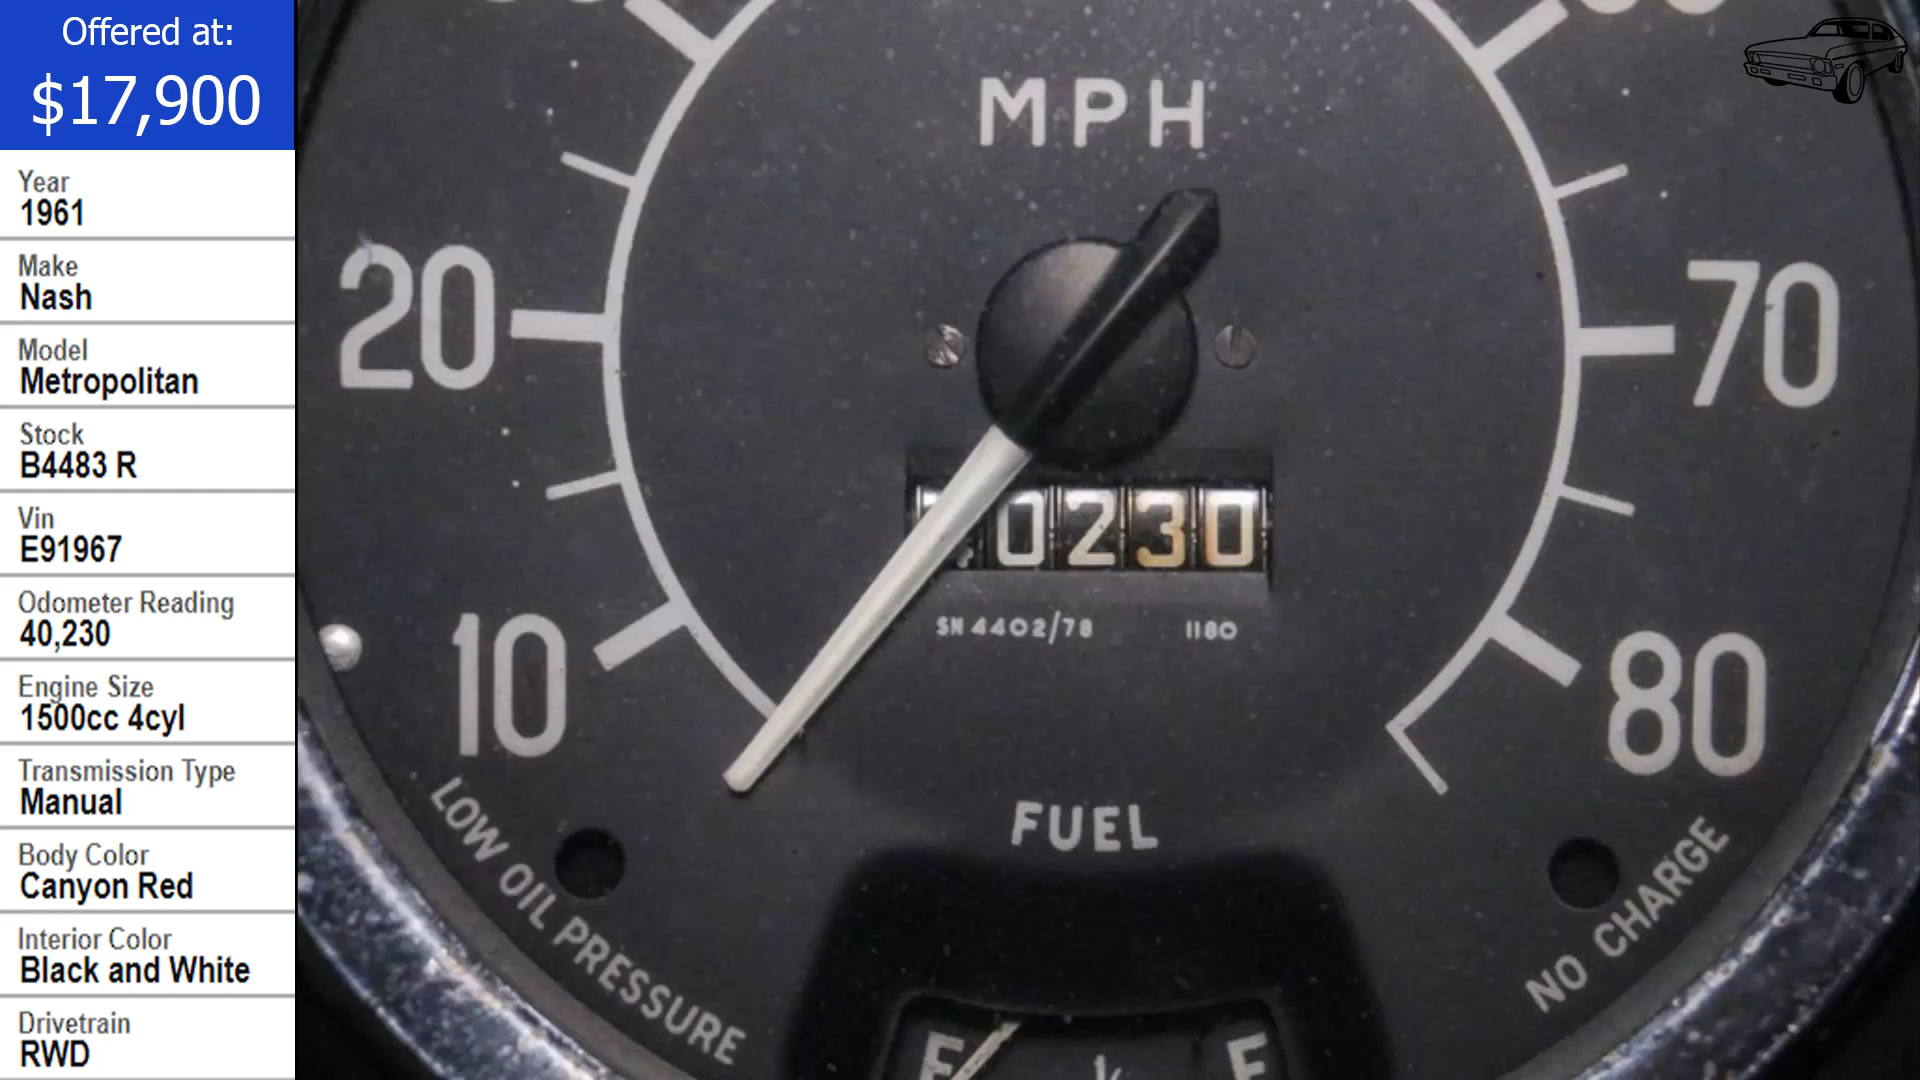 Offered at:
$17,900
Year
1961
Make
Nash
Model
Metropolitan
Stock
B4483 R
Vin
E91967
Odometer Reading
40,230
Engine Size
1500cc 4cyl
Transmission Type
Manual
Body Color
Canyon Red
Interior Color
Black and White
Drivetrain
RWD
MPH
20
70
0230
SN 4402/78 1180
10
80
FUEL
LOW OIL PRESSURE
NO CHARGE
E
F